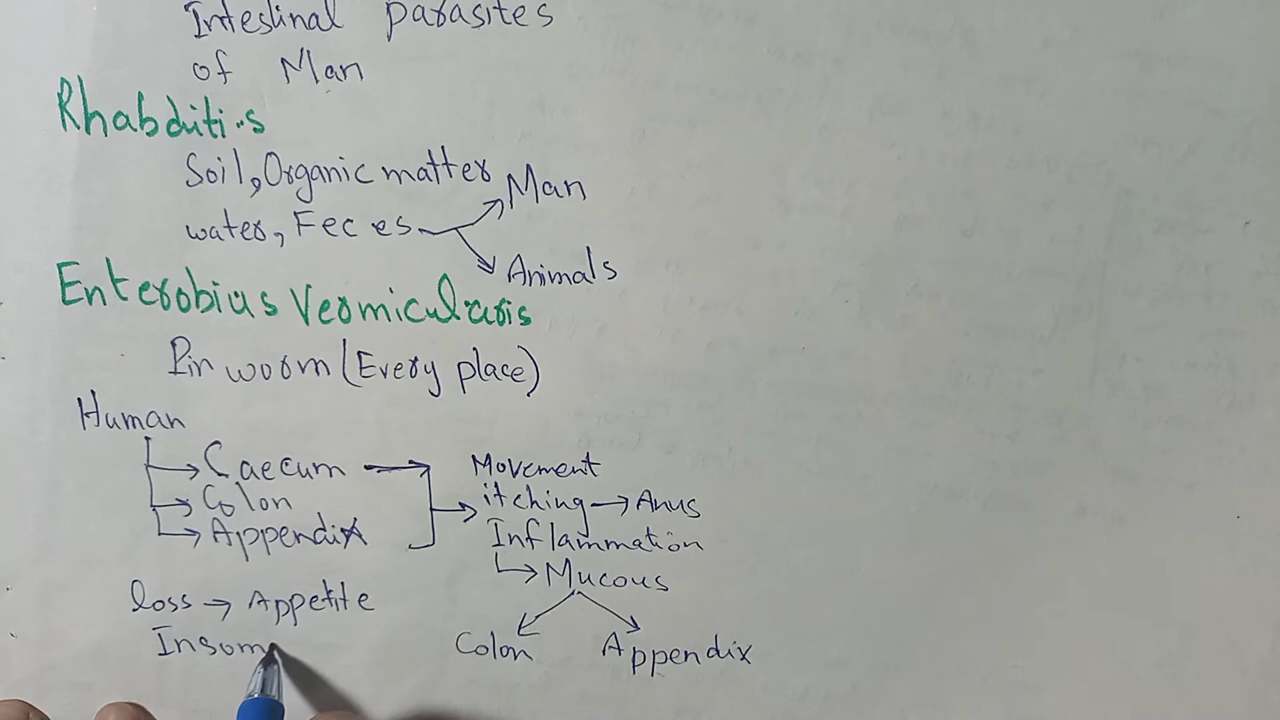 Intestinal parasites
of Man
Rhabditis
Soil, Organic matter
water, Feces
Man
Animals
Enterobius Vermicularis
Pin worm (Every place)
Human
Caecum
Colon
Appendix
Movement
itching → Anus
Inflammation
Mucous
Colon
Appendix
loss → Appetite
Insom